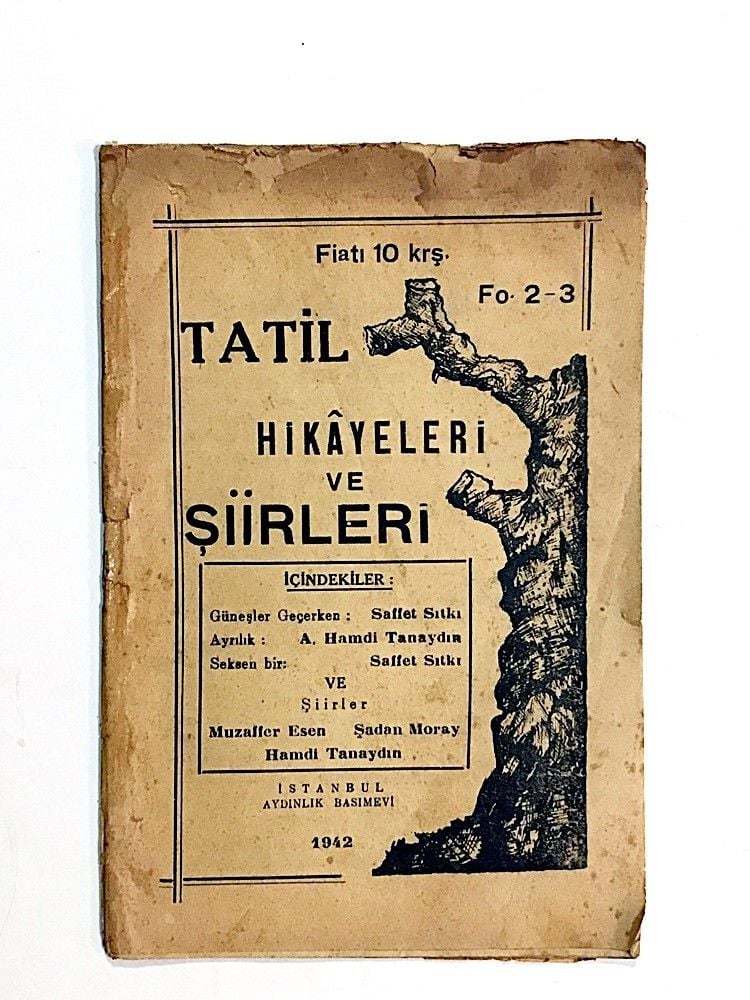 Fiatı 10 krş.
Fo. 2-3
TATİL
HİKÂYELERİ
VE
ŞİİRLERİ
İÇİNDEKİLER :
Güneşler Geçerken : Saffet Sıtkı
Ayrılık : A. Hamdi Tanaydın
Seksen bir: Saffet Sıtkı
VE
Şiirler
Muzaffer Esen Şadan Moray
Hamdi Tanaydın
İSTANBUL
AYDINLIK BASIMEVİ
1942